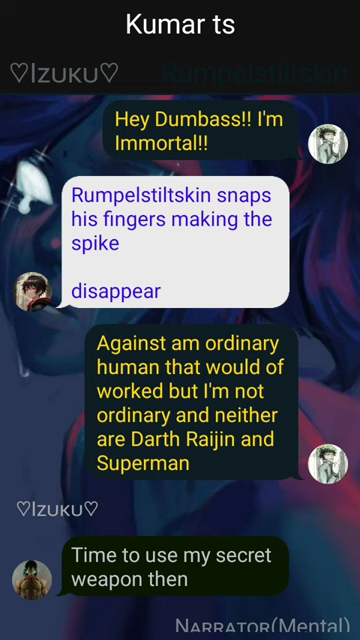 Kumar ts
♡Izuku♡
Rumpelstiltskin
Hey Dumbass!! I'm
Immortal!!
Rumpelstiltskin snaps
his fingers making the
spike
disappear
Against am ordinary
human that would of
worked but I'm not
ordinary and neither
are Darth Raijin and
Superman
♡Izuku♡
Time to use my secret
weapon then
Narrator(Mental)